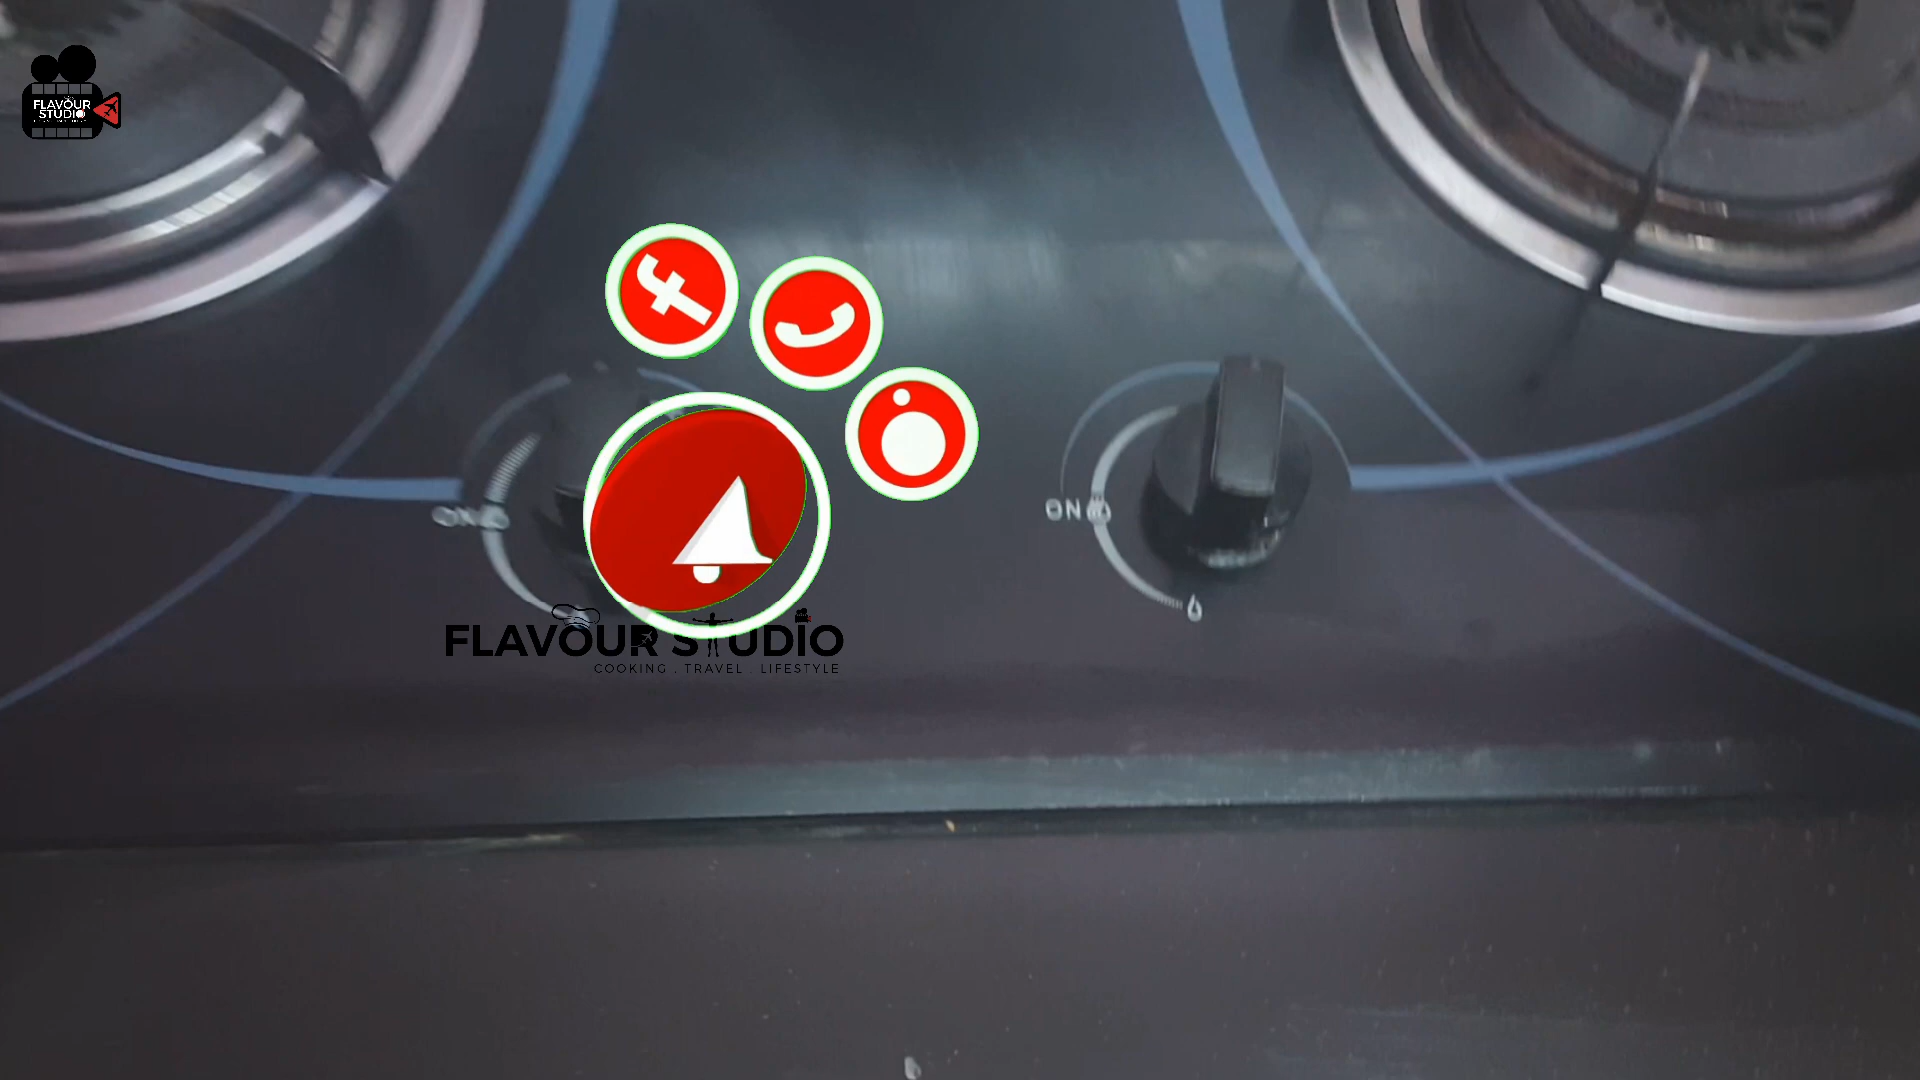 FLAVOUR
STUDIO
ON
ON
FLAVOUR STUDIO
COOKING . TRAVEL . LIFESTYLE